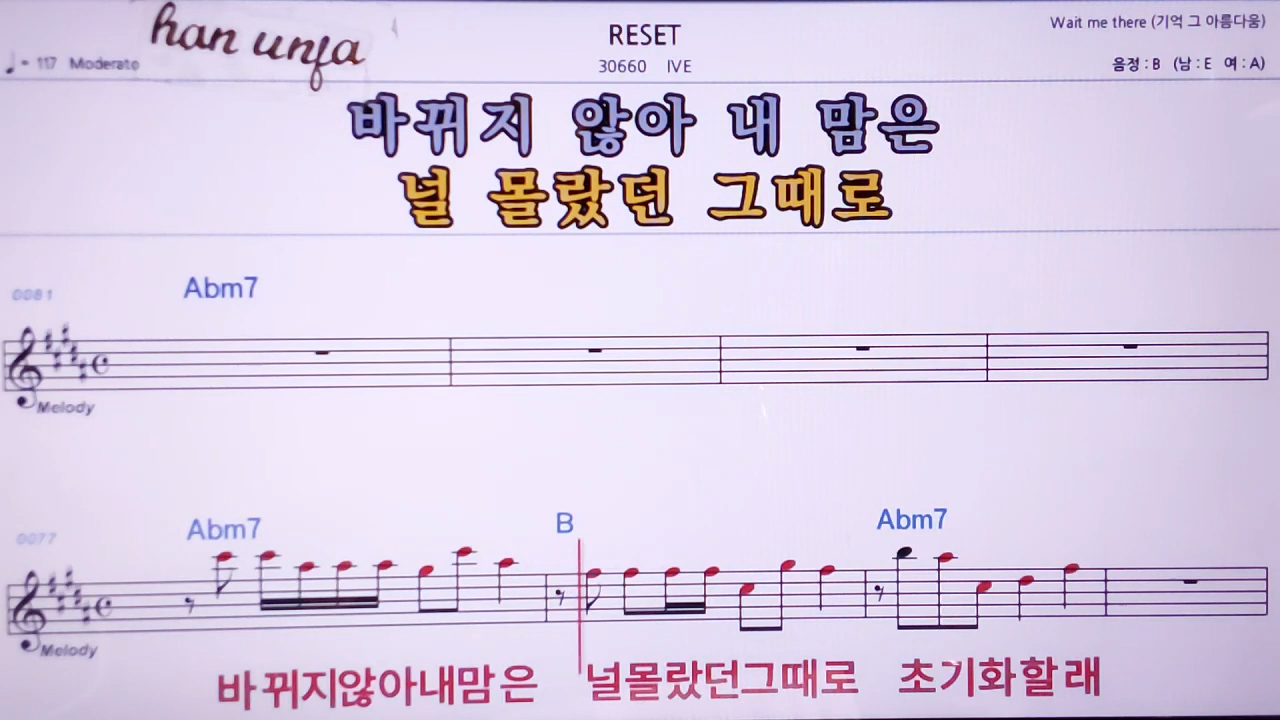 han unfa
RESET
Wait me there (기억 그 아름다움)
♩= 117 Moderato
30660 IVE
음정 : B (남 : E 여 : A)
바뀌지 않아 내 맘은
널 몰랐던 그때로
0081
Abm7
Melody
0077
Abm7 B Abm7
Melody
바뀌지않아내맘은 널몰랐던그때로 초기화할래